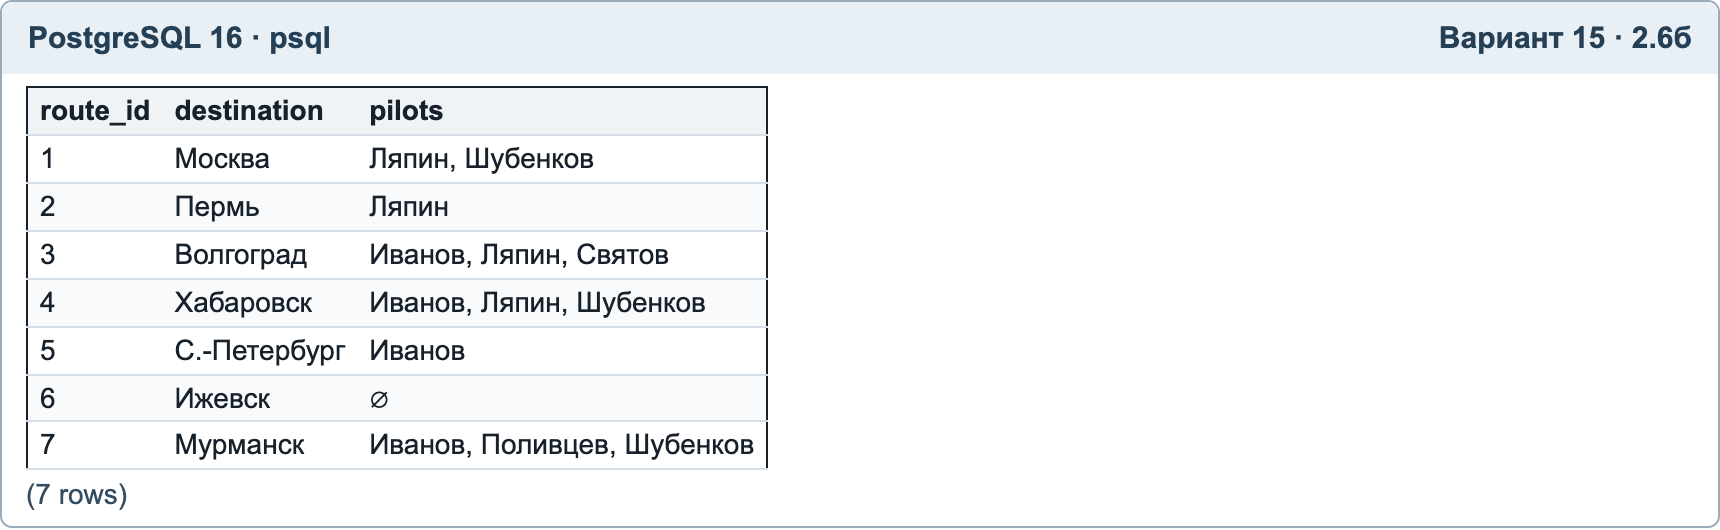 PostgreSQL 16 · psql Вариант 15 · 2.6б
route_id destination pilots
1 Москва Ляпин, Шубенков
2 Пермь Ляпин
3 Волгоград Иванов, Ляпин, Святов
4 Хабаровск Иванов, Ляпин, Шубенков
5 С.-Петербург Иванов
6 Ижевск ∅
7 Мурманск Иванов, Поливцев, Шубенков
(7 rows)